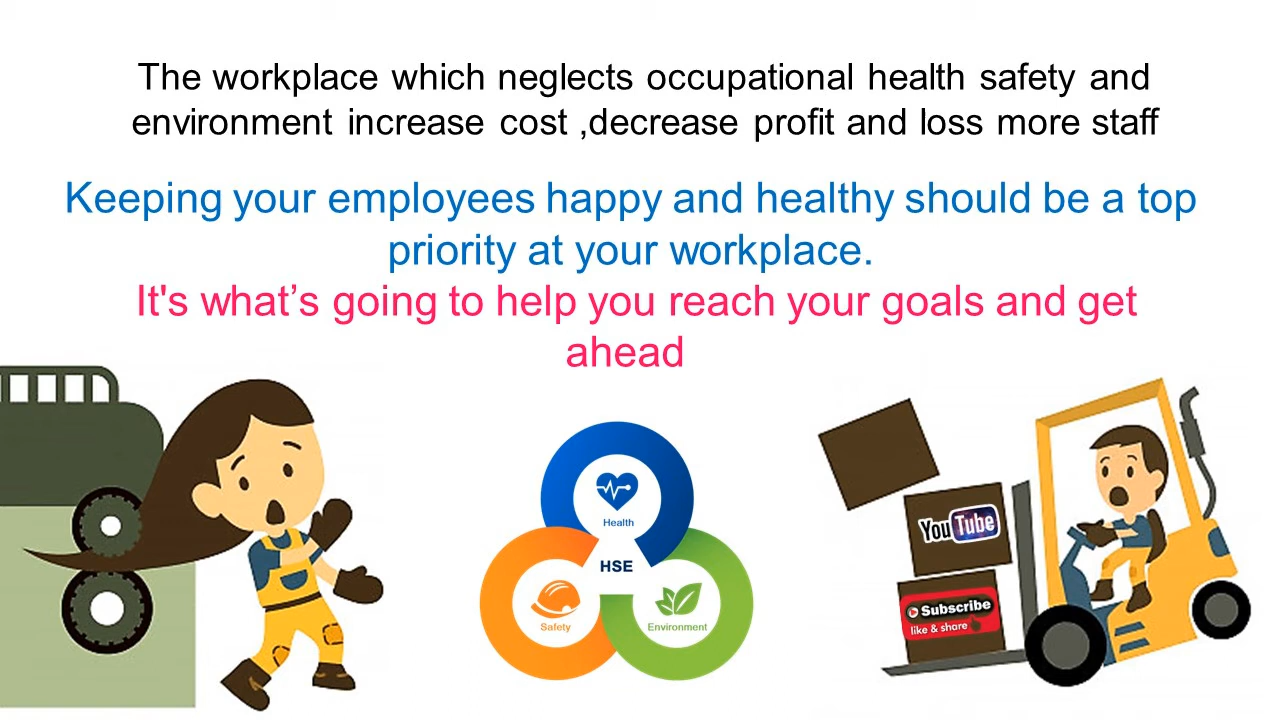 The workplace which neglects occupational health safety and
environment increase cost ,decrease profit and loss more staff
Keeping your employees happy and healthy should be a top
priority at your workplace.
It's what’s going to help you reach your goals and get
ahead
Health
HSE
Safety
Environment
YouTube
Subscribe
like & share